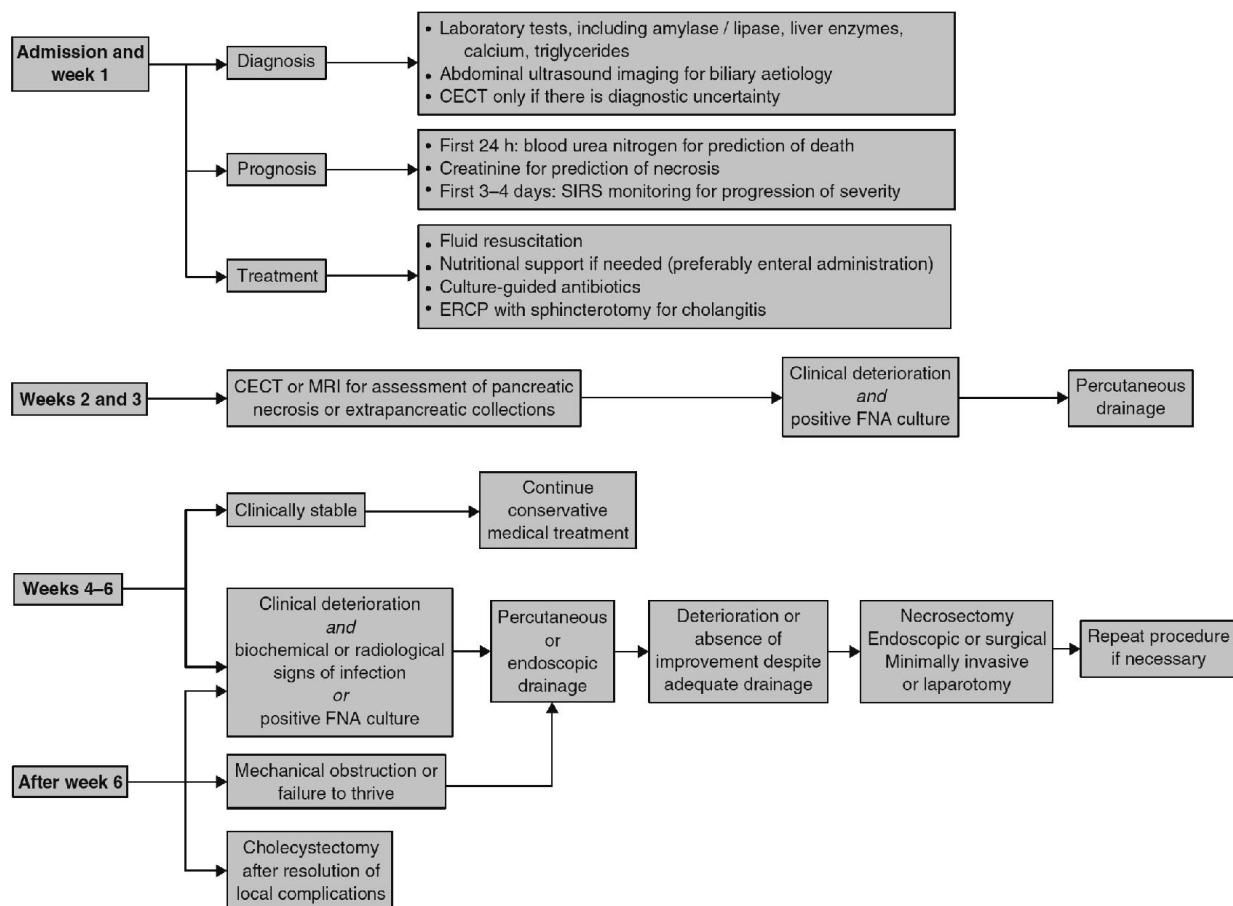 Admission and
week 1
Diagnosis
• Laboratory tests, including amylase / lipase, liver enzymes,
calcium, triglycerides
• Abdominal ultrasound imaging for biliary aetiology
• CECT only if there is diagnostic uncertainty
Prognosis
• First 24 h: blood urea nitrogen for prediction of death
• Creatinine for prediction of necrosis
• First 3–4 days: SIRS monitoring for progression of severity
Treatment
• Fluid resuscitation
• Nutritional support if needed (preferably enteral administration)
• Culture-guided antibiotics
• ERCP with sphincterotomy for cholangitis
Weeks 2 and 3
CECT or MRI for assessment of pancreatic
necrosis or extrapancreatic collections
Clinical deterioration
and
positive FNA culture
Percutaneous
drainage
Weeks 4–6
Clinically stable
Continue
conservative
medical treatment
Clinical deterioration
and
biochemical or radiological
signs of infection
or
positive FNA culture
Percutaneous
or
endoscopic
drainage
Deterioration or
absence of
improvement despite
adequate drainage
Necrosectomy
Endoscopic or surgical
Minimally invasive
or laparotomy
Repeat procedure
if necessary
After week 6
Mechanical obstruction or
failure to thrive
Cholecystectomy
after resolution of
local complications